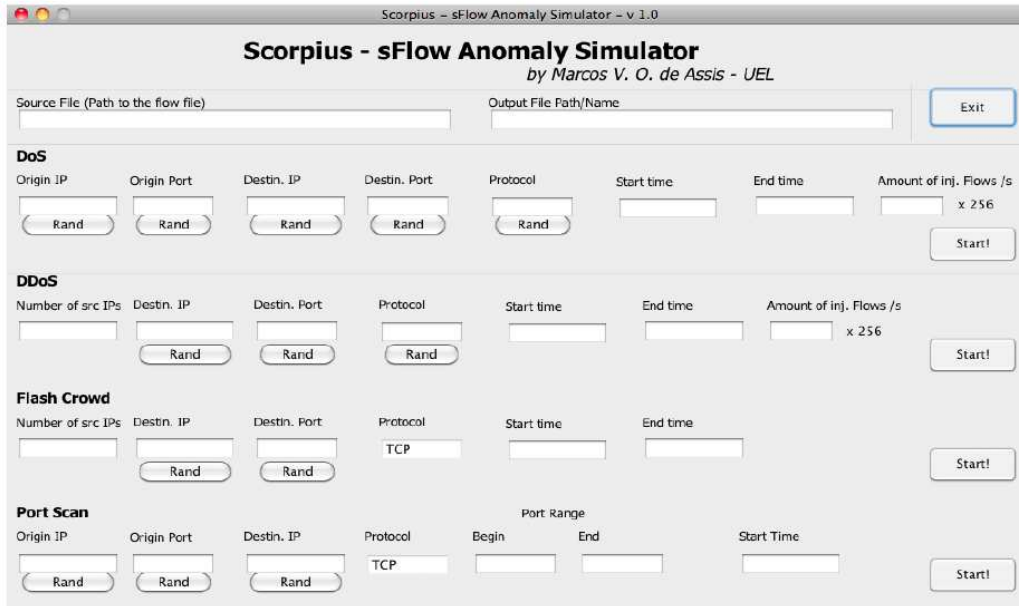 Scorpius - sFlow Anomaly Simulator - v 1.0
Scorpius - sFlow Anomaly Simulator
by Marcos V. O. de Assis - UEL
Source File (Path to the flow file) Output File Path/Name Exit
DoS
Origin IP Origin Port Destin. IP Destin. Port Protocol Start time End time Amount of inj. Flows /s
x 256
Rand Rand Rand Rand Rand
Start!
DDoS
Number of src IPs Destin. IP Destin. Port Protocol Start time End time Amount of inj. Flows /s
x 256
Rand Rand Rand Start!
Flash Crowd
Number of src IPs Destin. IP Destin. Port Protocol Start time End time
TCP
Rand Rand Start!
Port Scan Port Range
Origin IP Origin Port Destin. IP Protocol Begin End Start Time
TCP
Rand Rand Rand Start!